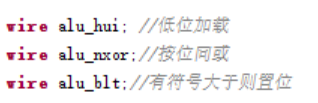 wire alu_hui; //低位加载
wire alu_nxor;//按位同或
wire alu_blt;//有符号大于则置位